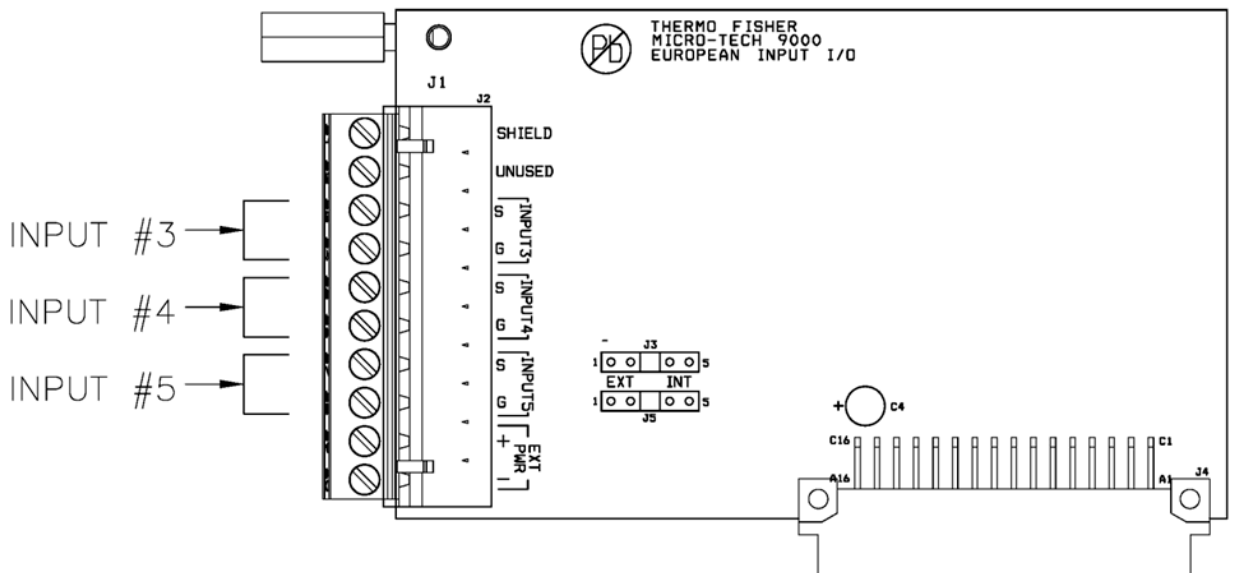 Pb
THERMO FISHER
MICRO-TECH 9000
EUROPEAN INPUT I/O
J1
J2
SHIELD
UNUSED
INPUT #3
S
G
INPUT3
INPUT #4
S
G
INPUT4
INPUT #5
S
G
INPUT5
+
-
EXT
PWR
-
J3
1
5
EXT INT
1
5
J5
+
C4
C16
C1
A16
A1
J4